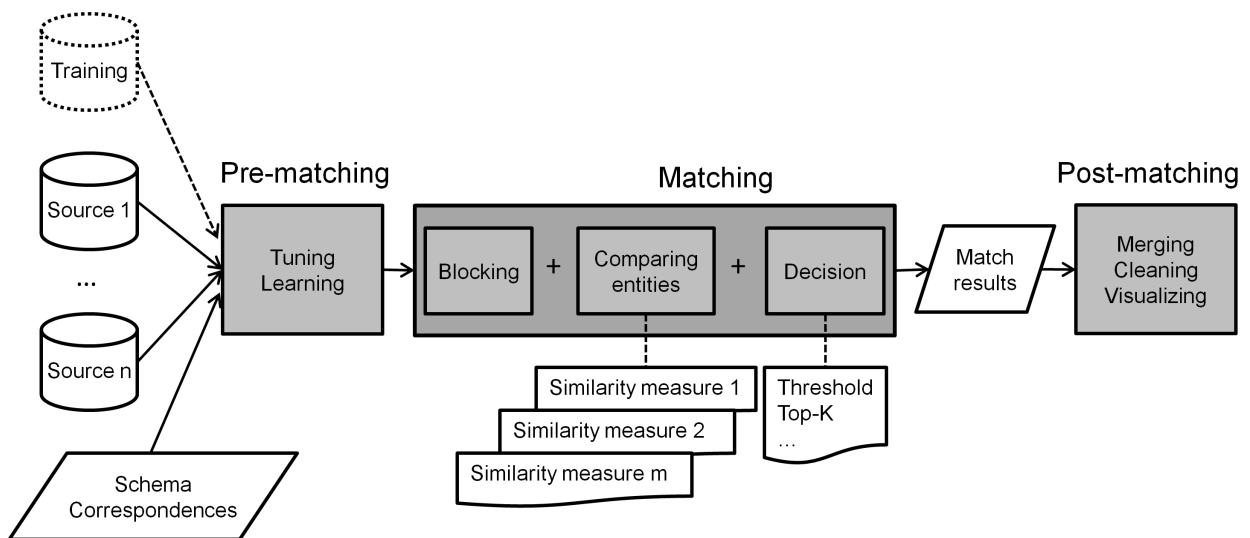 Training
Source 1
...
Source n
Schema
Correspondences
Pre-matching
Tuning
Learning
Matching
Blocking
+
Comparing
entities
+
Decision
Similarity measure 1
Similarity measure 2
Similarity measure m
Threshold
Top-K
...
Match
results
Post-matching
Merging
Cleaning
Visualizing